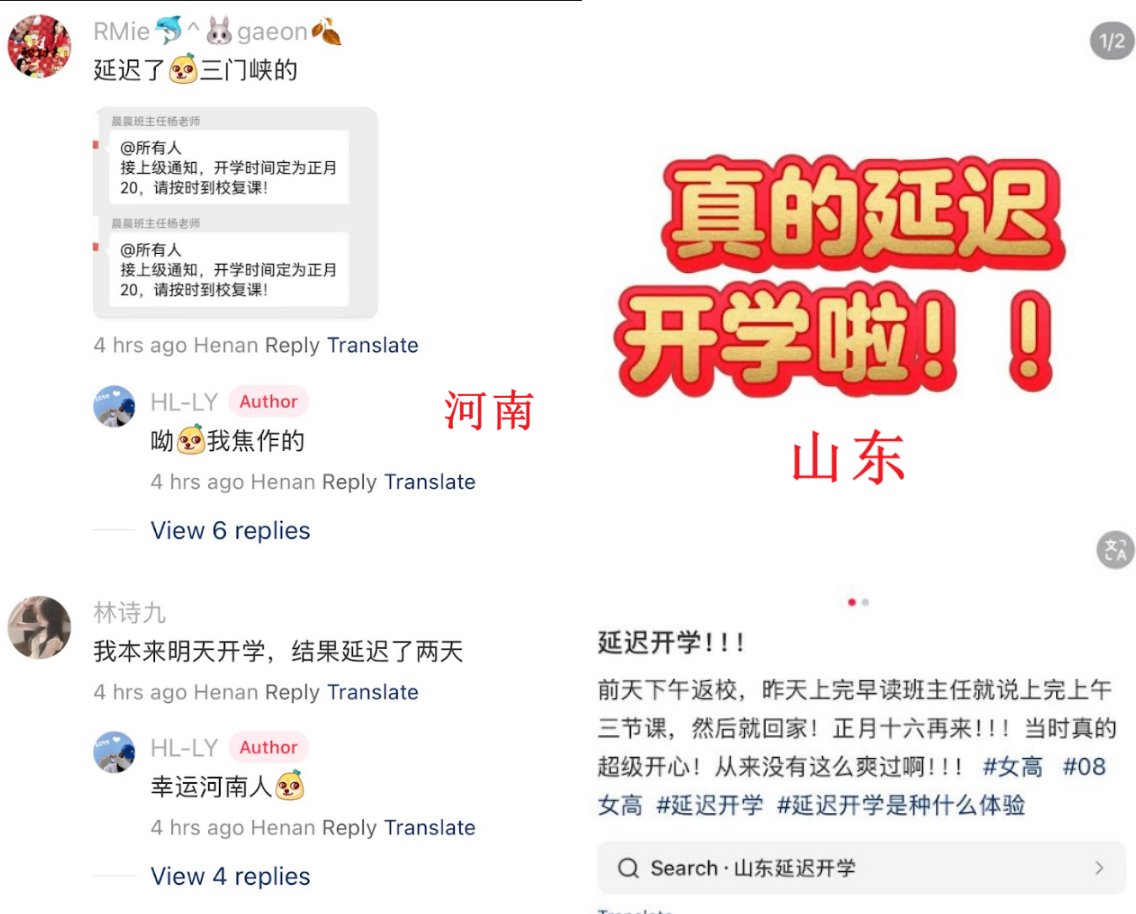 RMie🐬^🐰gaeon🍂
延迟了三门峡的
晨晨班主任杨老师
@所有人
接上级通知，开学时间定为正月
20，请按时到校复课！
晨晨班主任杨老师
@所有人
接上级通知，开学时间定为正月
20，请按时到校复课！
4 hrs ago Henan Reply Translate
HL-LY Author
呦我焦作的
4 hrs ago Henan Reply Translate
View 6 replies
林诗九
我本来明天开学，结果延迟了两天
4 hrs ago Henan Reply Translate
HL-LY Author
幸运河南人
4 hrs ago Henan Reply Translate
View 4 replies
河南
1/2
真的延迟
开学啦！！
山东
延迟开学！！！
前天下午返校，昨天上完早读班主任就说上完上午
三节课，然后就回家！正月十六再来！！！当时真的
超级开心！从来没有这么爽过啊！！！ #女高 #08
女高 #延迟开学 #延迟开学是种什么体验
Search · 山东延迟开学